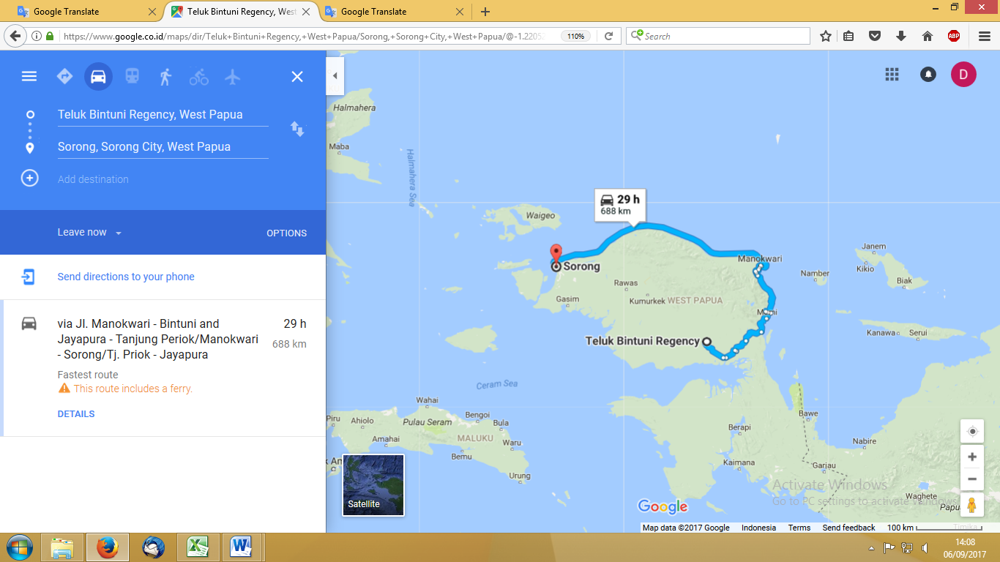 Google Translate
Teluk Bintuni Regency, West
Google Translate
https://www.google.co.id/maps/dir/Teluk+Bintuni+Regency,+West+Papua/Sorong,+Sorong+City,+West+Papua/@-1.2205
110%
Search
ABP
D
Teluk Bintuni Regency, West Papua
Sorong, Sorong City, West Papua
Add destination
Leave now
OPTIONS
Send directions to your phone
via Jl. Manokwari - Bintuni and
Jayapura - Tanjung Periok/Manokwari
- Sorong/Tj. Priok - Jayapura
29 h
688 km
Fastest route
This route includes a ferry.
DETAILS
Halmahera
Maba
Halmahera Sea
29 h
688 km
Waigeo
Sorong
Manokwari
Janem
Kikio
Namber
Biak
Rawas
Gasim
Kumurkek
WEST PAPUA
Kanawa
Serui
Teluk Bintuni Regency
Ceram Sea
Wahai
Bengoi
Piru
Ahiolo
Pulau Seram
Bula
Bawe
Amahai
MALUKU
Waru
Berapi
Nabire
Bemu
Kaimana
Gariau
Urung
Waghete
Papu
Timika
Satellite
Google
Activate Windows
Go to PC settings to activate Windows.
Map data ©2017 Google
Indonesia
Terms
Send feedback
100 km
14:08
06/09/2017